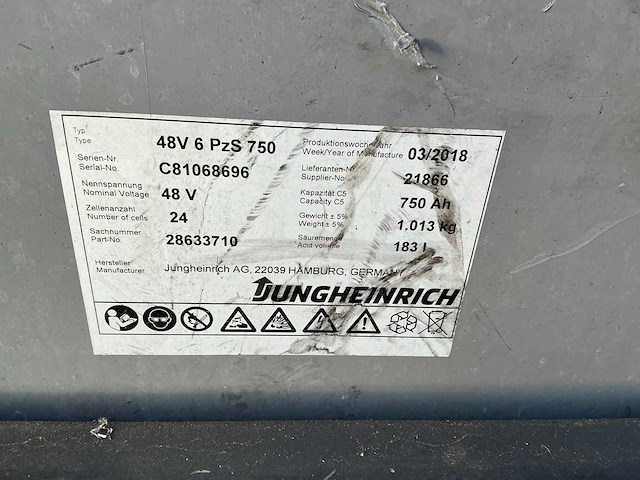 Typ
Type
48V 6 PzS 750
Produktionswoche/Jahr
Week/Year of Manufacture
03/2018
Serien-Nr.
Serial-No.
C81068696
Lieferanten-Nr.
Supplier-No.
21866
Nennspannung
Nominal Voltage
48 V
Kapazität C5
Capacity C5
750 Ah
Zellenanzahl
Number of cells
24
Gewicht ± 5%
Weight ± 5%
1.013 kg
Sachnummer
Part-No.
28633710
Säuremenge
Acid volume
183 l
Hersteller
Manufacturer
Jungheinrich AG, 22039 HAMBURG, GERMANY
JUNGHEINRICH